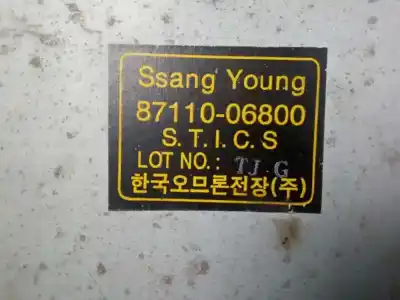 Ssang Young
87110-06800
S. T. I. C. S
LOT NO.: TJ G
한국오므론전장(주)